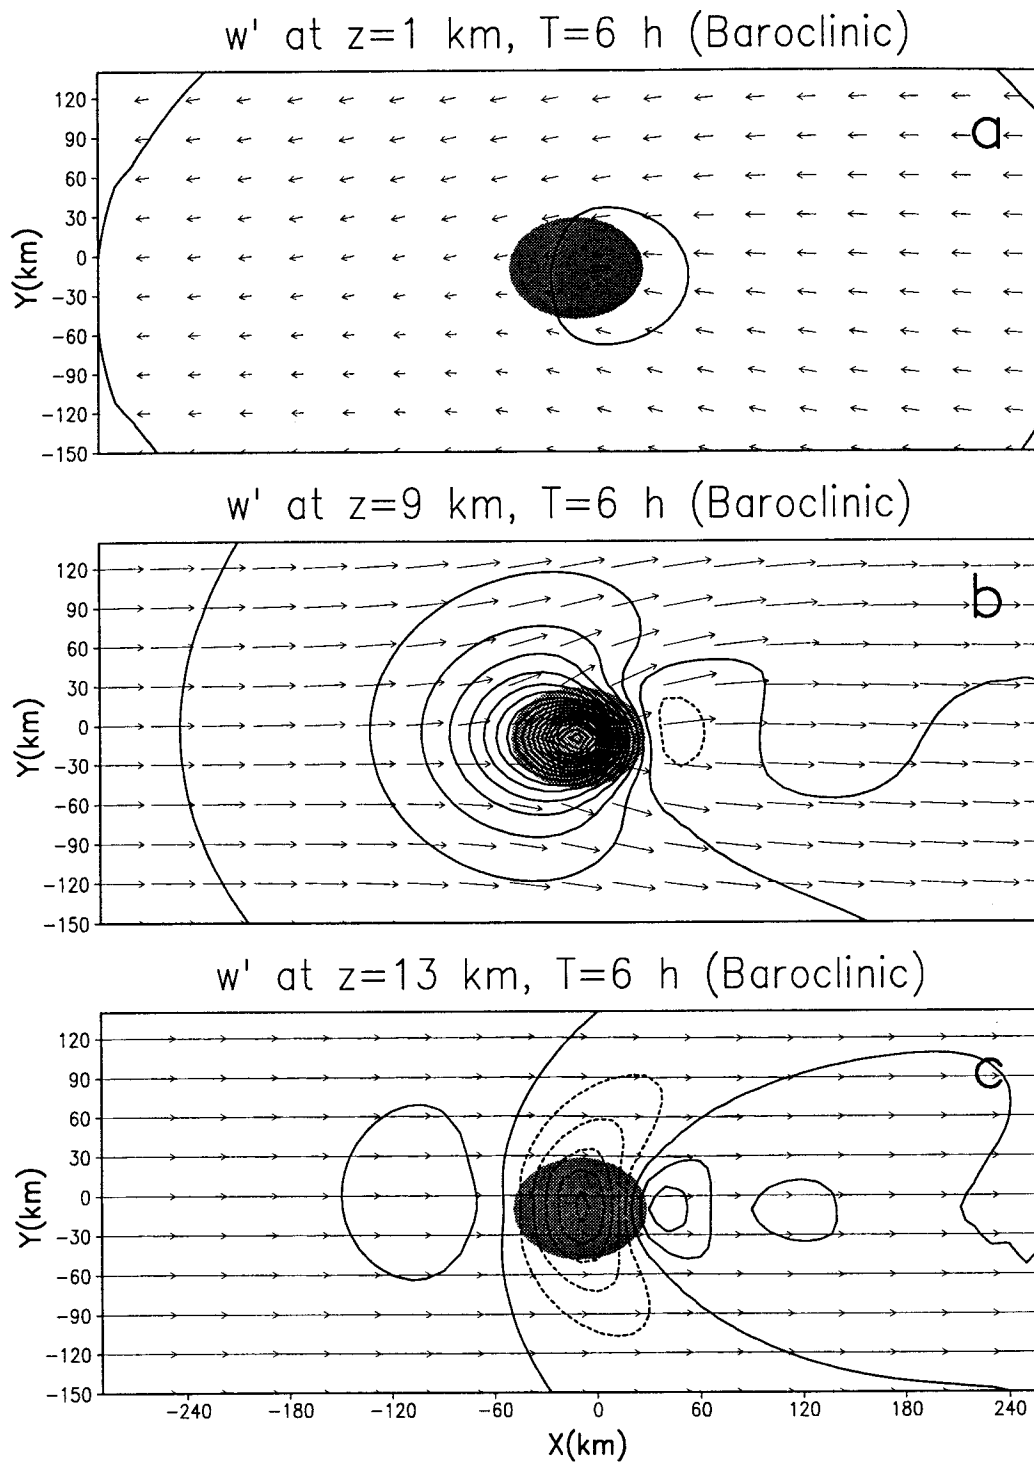 w' at z=1 km, T=6 h (Baroclinic)
a
120
90
60
30
0
−30
−60
−90
−120
−150
Y(km)
w' at z=9 km, T=6 h (Baroclinic)
b
120
90
60
30
0
−30
−60
−90
−120
−150
Y(km)
w' at z=13 km, T=6 h (Baroclinic)
c
120
90
60
30
0
−30
−60
−90
−120
−150
Y(km)
−240 −180 −120 −60 0 60 120 180 240
X(km)